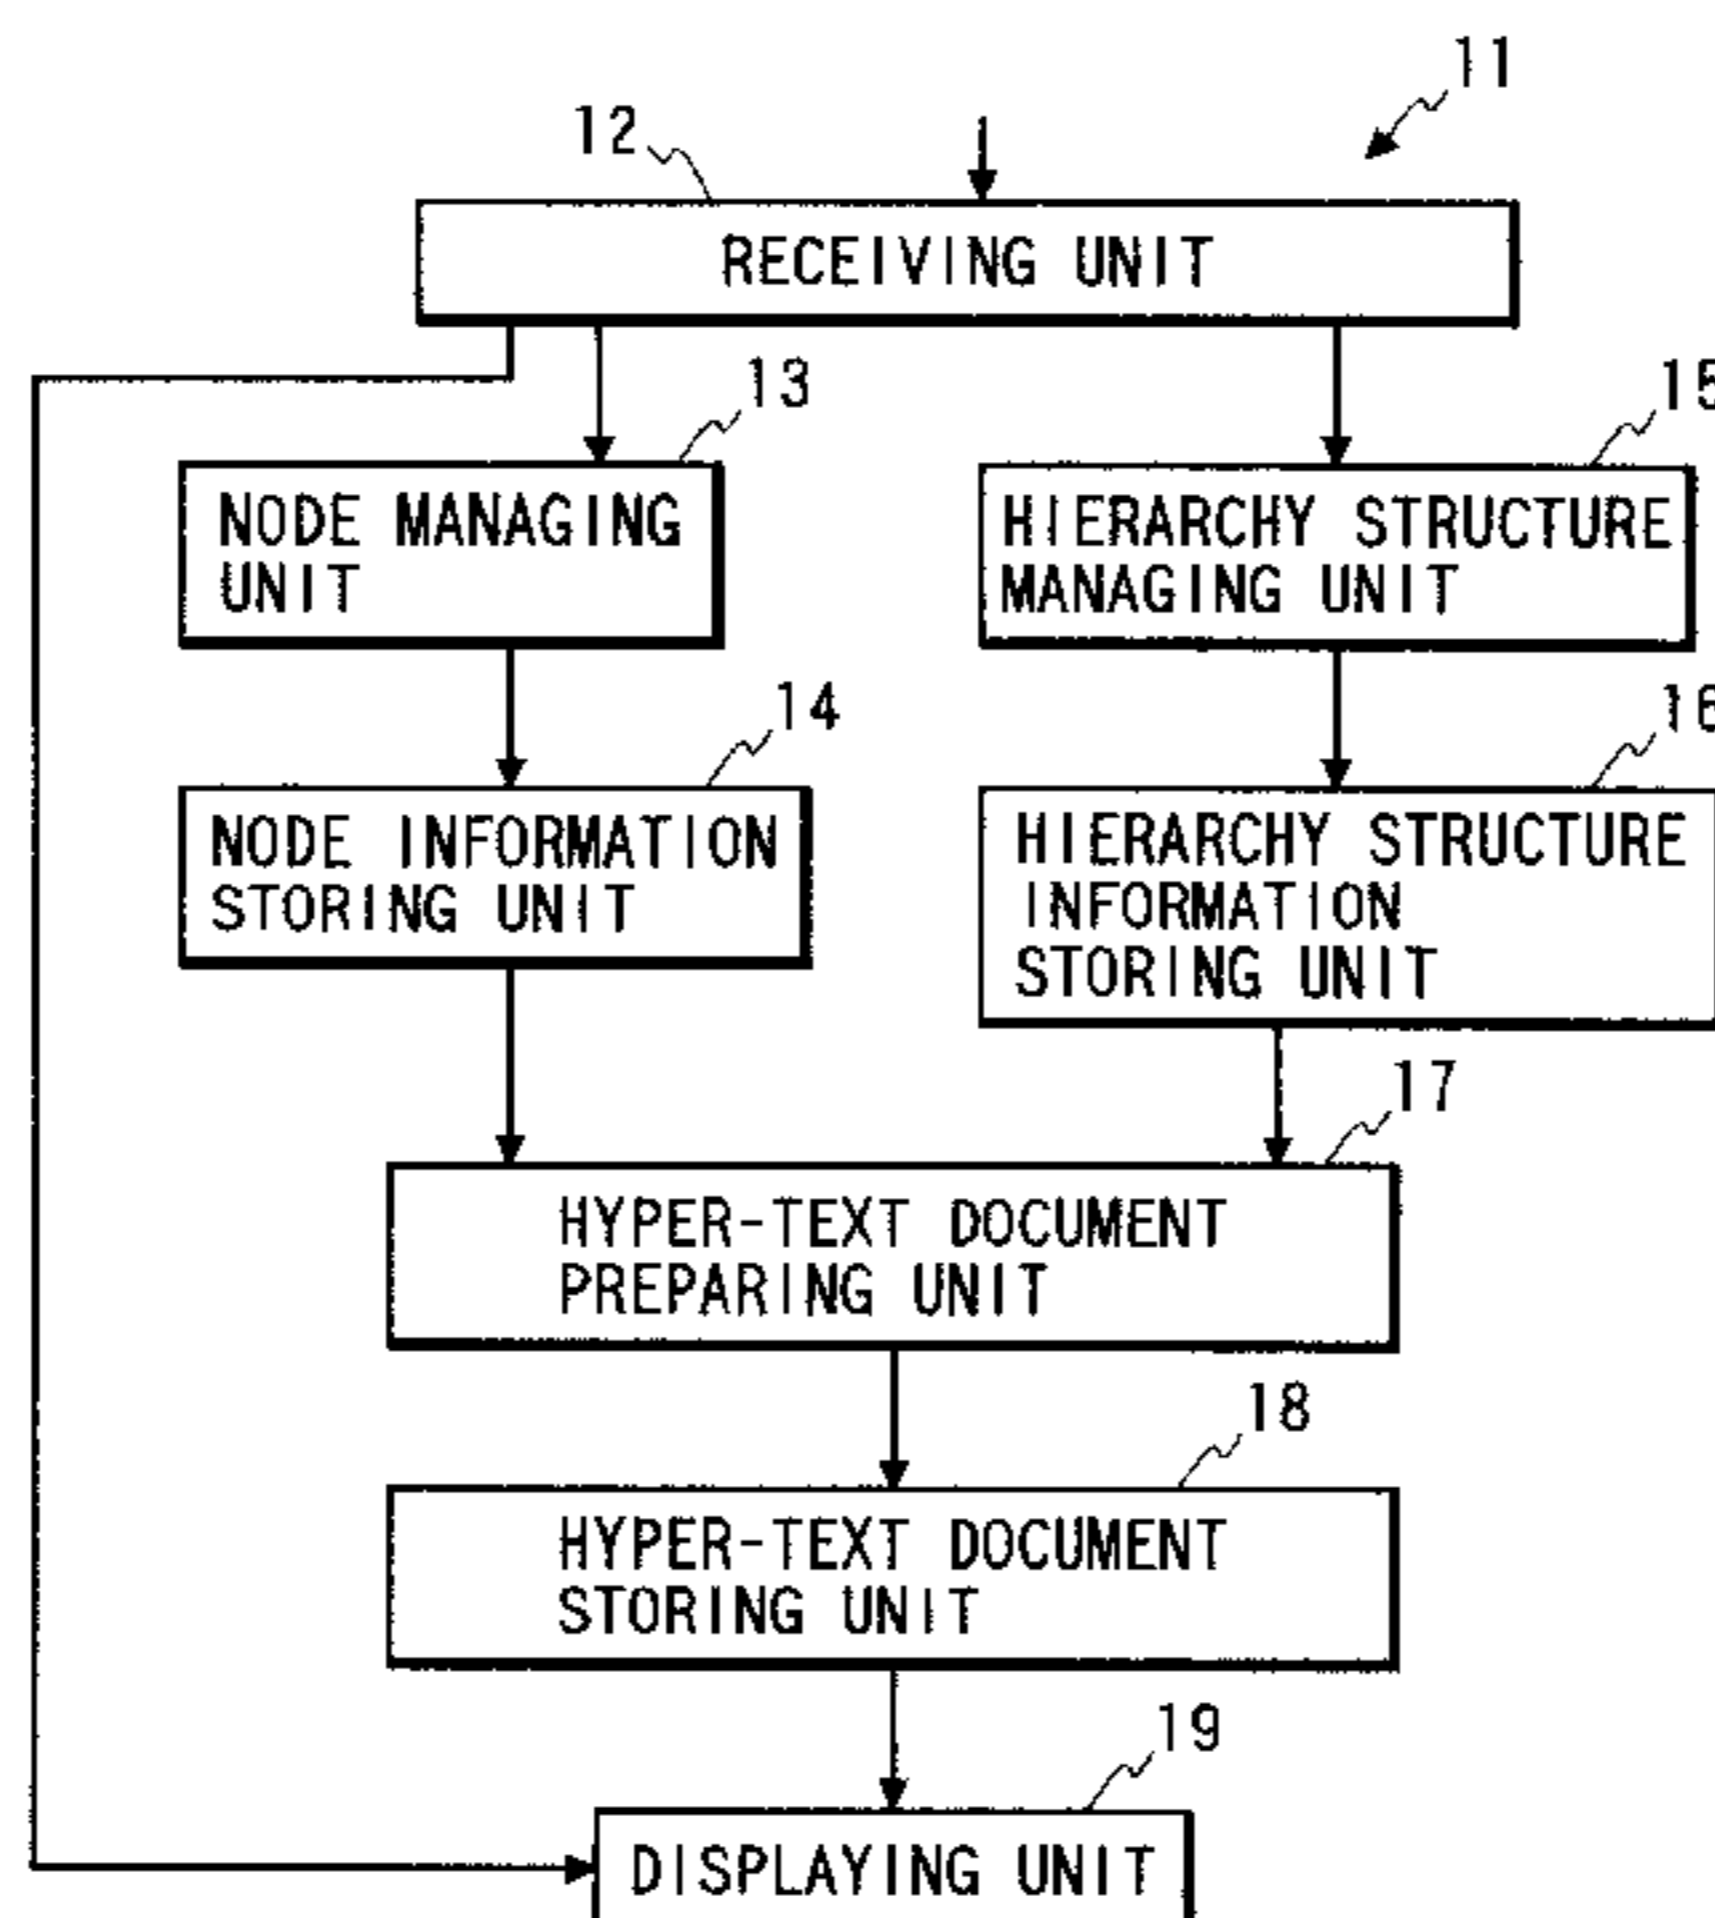 11
12
RECEIVING UNIT
13
15
NODE MANAGING
UNIT
HIERARCHY STRUCTURE
MANAGING UNIT
14
16
NODE INFORMATION
STORING UNIT
HIERARCHY STRUCTURE
INFORMATION
STORING UNIT
17
HYPER-TEXT DOCUMENT
PREPARING UNIT
18
HYPER-TEXT DOCUMENT
STORING UNIT
19
DISPLAYING UNIT